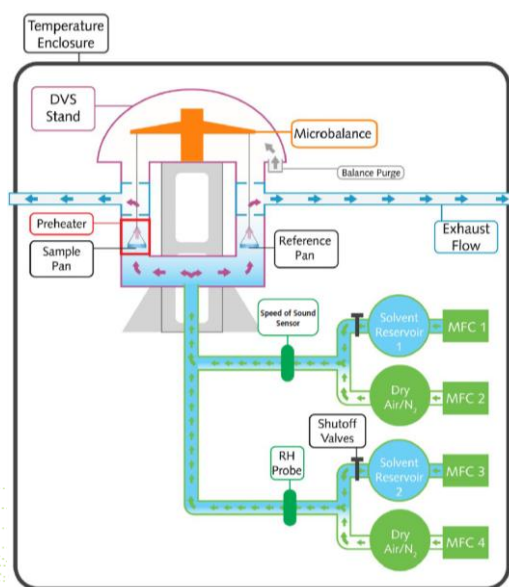 Temperature
Enclosure
DVS
Stand
Microbalance
Balance Purge
Preheater
Sample
Pan
Reference
Pan
Exhaust
Flow
Speed of Sound
Sensor
Solvent
Reservoir
1
MFC 1
Dry
Air/N₂
MFC 2
Shutoff
Valves
RH
Probe
Solvent
Reservoir
2
MFC 3
Dry
Air/N₂
MFC 4